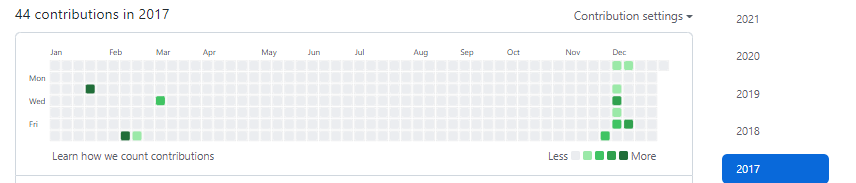 44 contributions in 2017
Contribution settings
Jan Feb Mar Apr May Jun Jul Aug Sep Oct Nov Dec
Mon
Wed
Fri
Learn how we count contributions
Less More
2021
2020
2019
2018
2017